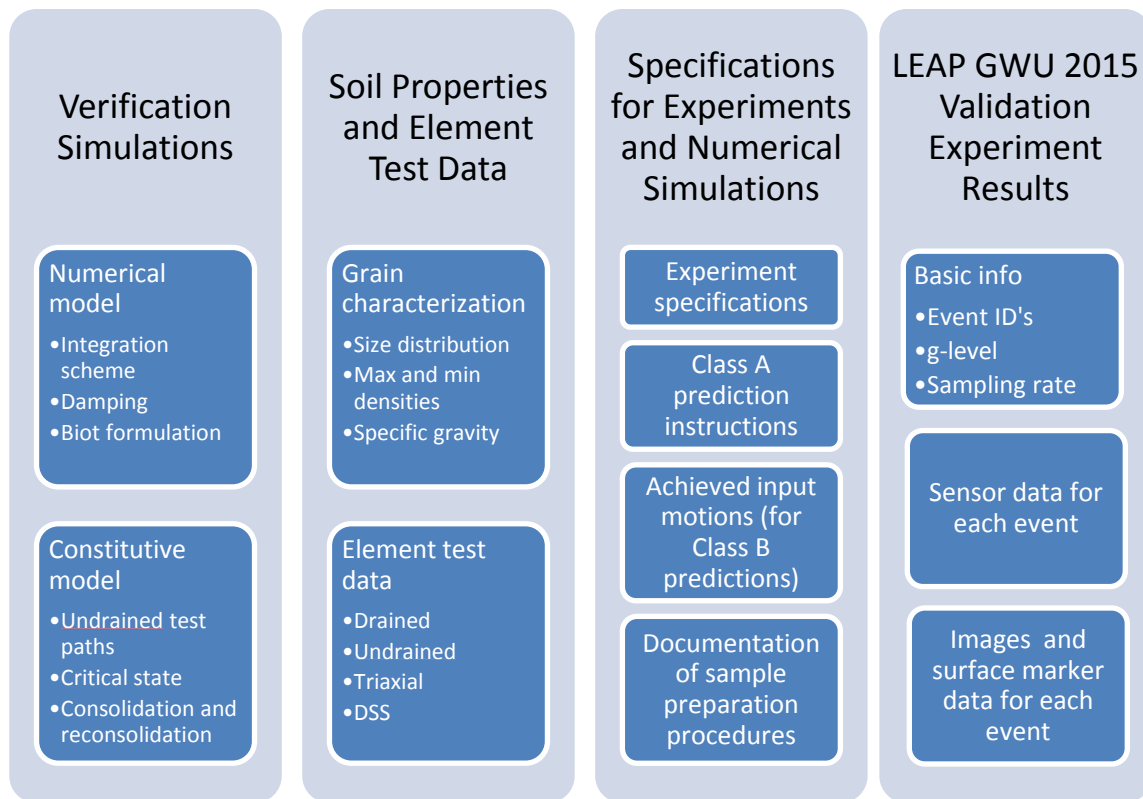 Verification
Simulations
Numerical
model
•Integration
scheme
•Damping
•Biot formulation
Constitutive
model
•Undrained test
paths
•Critical state
•Consolidation and
reconsolidation
Soil Properties
and Element
Test Data
Grain
characterization
•Size distribution
•Max and min
densities
•Specific gravity
Element test
data
•Drained
•Undrained
•Triaxial
•DSS
Specifications
for Experiments
and Numerical
Simulations
Experiment
specifications
Class A
prediction
instructions
Achieved input
motions (for
Class B
predictions)
Documentation
of sample
preparation
procedures
LEAP GWU 2015
Validation
Experiment
Results
Basic info
•Event ID's
•g-level
•Sampling rate
Sensor data for
each event
Images and
surface marker
data for each
event